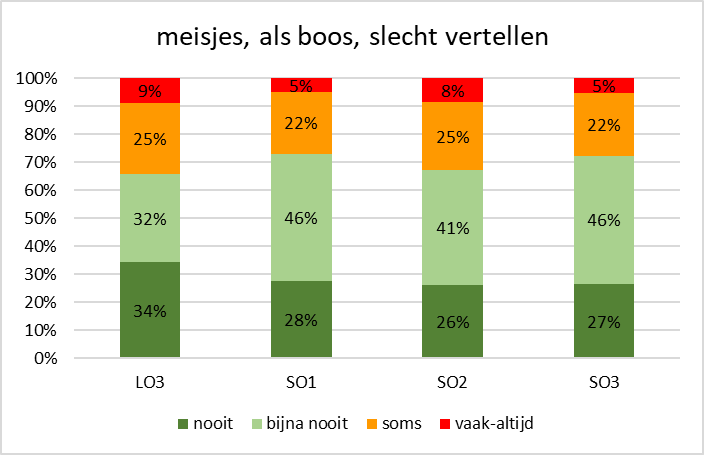 meisjes, als boos, slecht vertellen
100%
90%
80%
70%
60%
50%
40%
30%
20%
10%
0%
9% 5% 8% 5%
25% 22% 25% 22%
32% 46% 41% 46%
34% 28% 26% 27%
LO3 SO1 SO2 SO3
nooit bijna nooit soms vaak-altijd